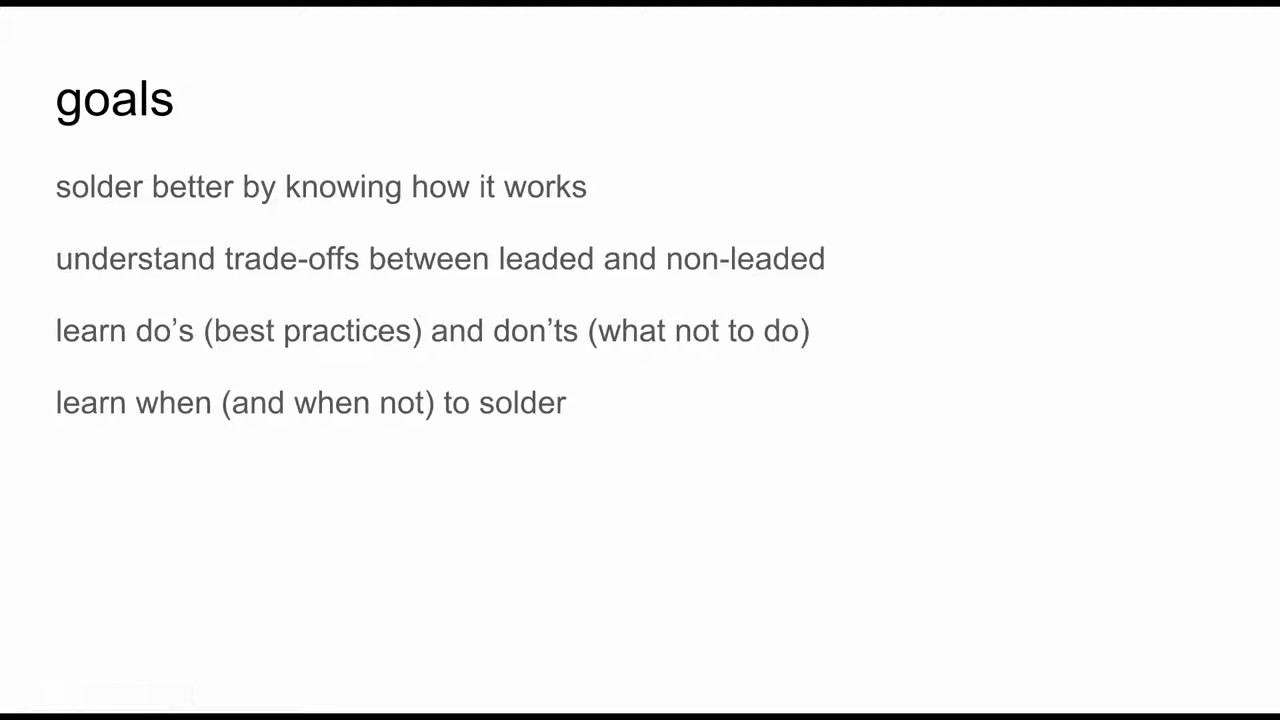 goals
solder better by knowing how it works
understand trade-offs between leaded and non-leaded
learn do’s (best practices) and don’ts (what not to do)
learn when (and when not) to solder